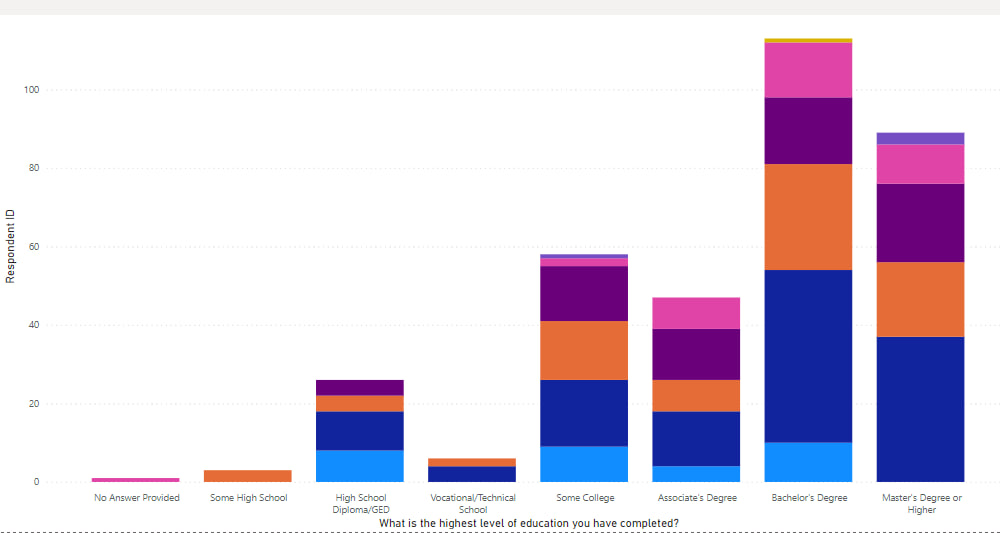 100
80
60
40
20
0
Respondent ID
No Answer Provided
Some High School
High School
Diploma/GED
Vocational/Technical
School
Some College
Associate's Degree
Bachelor's Degree
Master's Degree or
Higher
What is the highest level of education you have completed?